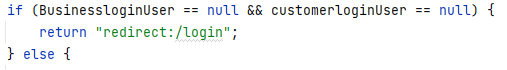 if (BusinessloginUser == null && customerloginUser == null) {
    return "redirect:/login";
} else {